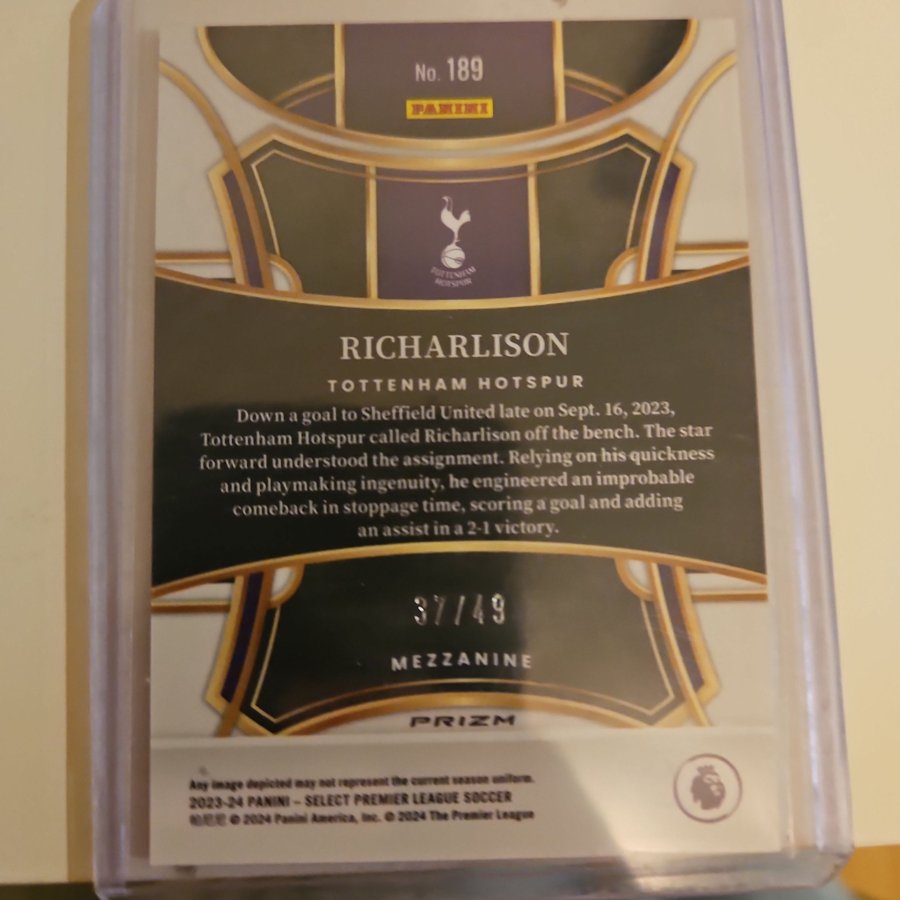 No. 189
PANINI
TOTTENHAM
HOTSPUR
RICHARLISON
TOTTENHAM HOTSPUR
Down a goal to Sheffield United late on Sept. 16, 2023,
Tottenham Hotspur called Richarlison off the bench. The star
forward understood the assignment. Relying on his quickness
and playmaking ingenuity, he engineered an improbable
comeback in stoppage time, scoring a goal and adding
an assist in a 2-1 victory.
37/49
MEZZANINE
PRIZM
Any image depicted may not represent the current season uniform.
2023-24 PANINI – SELECT PREMIER LEAGUE SOCCER
帕尼尼 © 2024 Panini America, Inc. © 2024 The Premier League